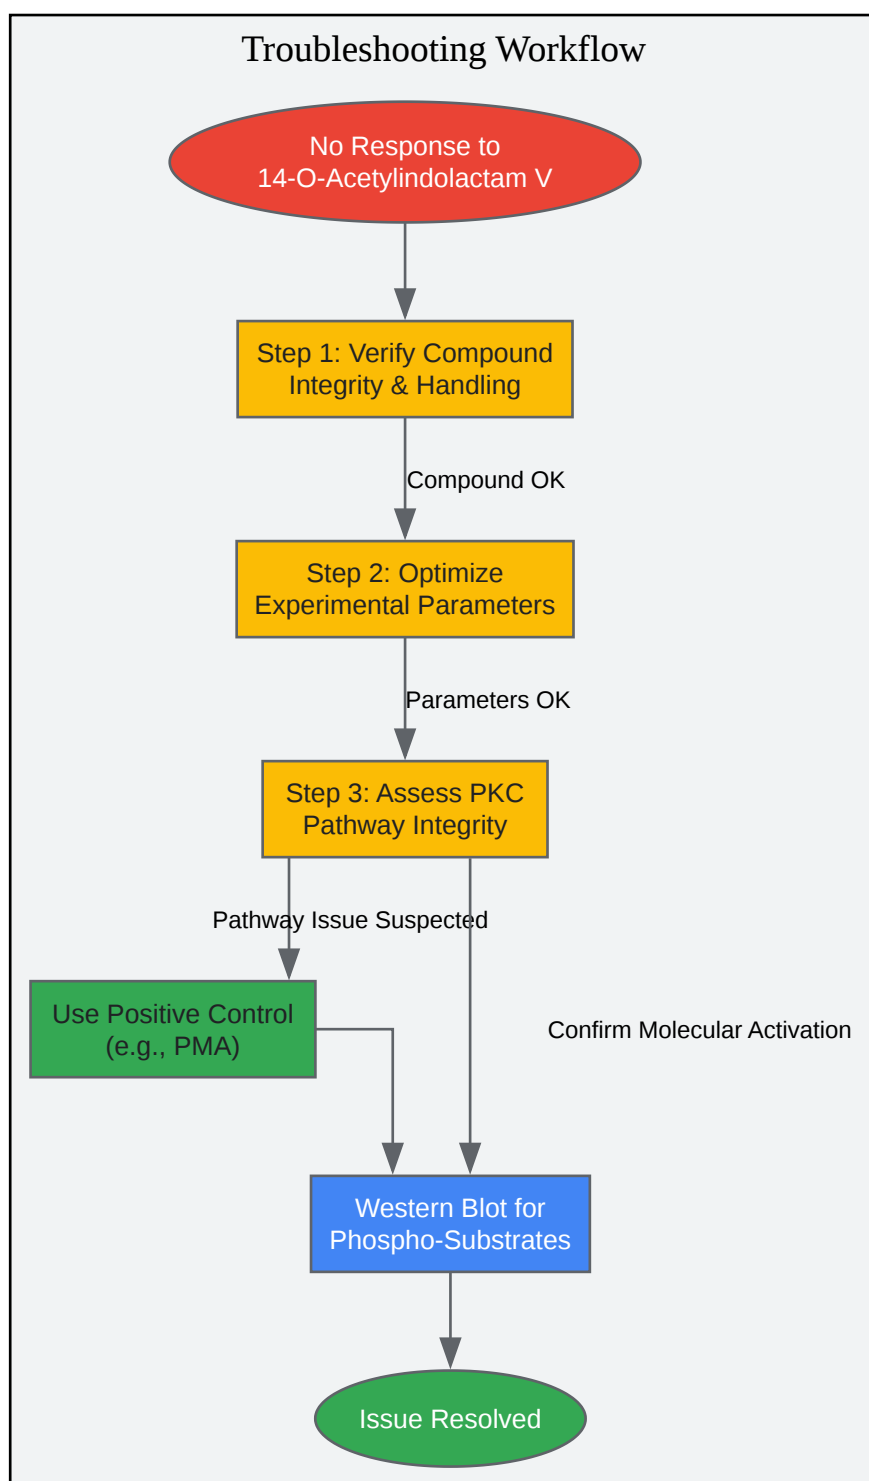 Troubleshooting Workflow
No Response to
14-O-Acetylindolactam V
Step 1: Verify Compound
Integrity & Handling
Compound OK
Step 2: Optimize
Experimental Parameters
Parameters OK
Step 3: Assess PKC
Pathway Integrity
Pathway Issue Suspected
Use Positive Control
(e.g., PMA)
Confirm Molecular Activation
Western Blot for
Phospho-Substrates
Issue Resolved